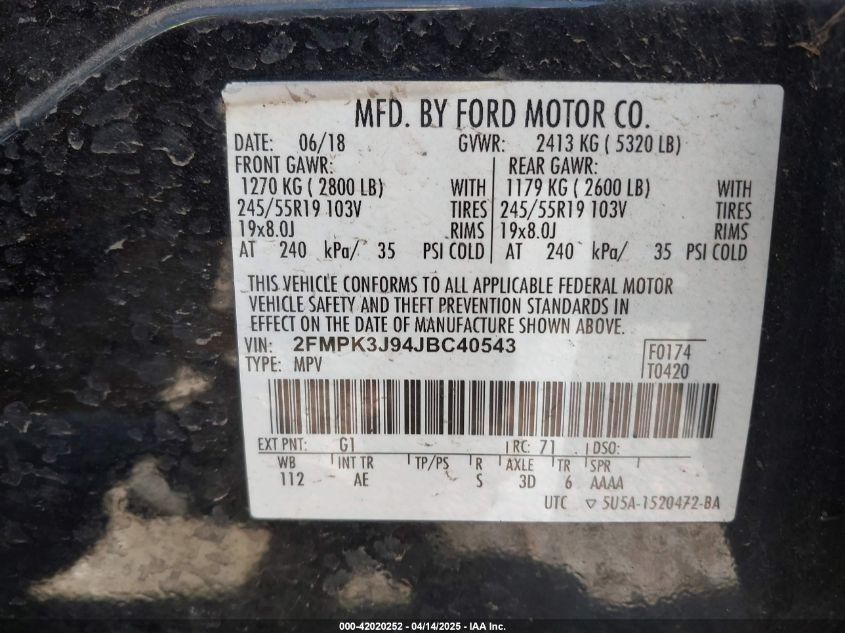 MFD. BY FORD MOTOR CO.
DATE: 06/18 GVWR: 2413 KG ( 5320 LB)
FRONT GAWR: REAR GAWR:
1270 KG ( 2800 LB) WITH 1179 KG ( 2600 LB) WITH
245/55R19 103V TIRES 245/55R19 103V TIRES
19x8.0J RIMS 19x8.0J RIMS
AT 240 kPa/ 35 PSI COLD AT 240 kPa/ 35 PSI COLD
THIS VEHICLE CONFORMS TO ALL APPLICABLE FEDERAL MOTOR
VEHICLE SAFETY AND THEFT PREVENTION STANDARDS IN
EFFECT ON THE DATE OF MANUFACTURE SHOWN ABOVE.
VIN: 2FMPK3J94JBC40543 F0174
TYPE: MPV T0420
EXT PNT: G1 RC: 71 DSO:
WB INT TR TP/PS R AXLE TR SPR
112 AE S 3D 6 AAAA
UTC ▽ 5U5A-1520472-BA
000-42020252 - 04/14/2025 - IAA Inc.